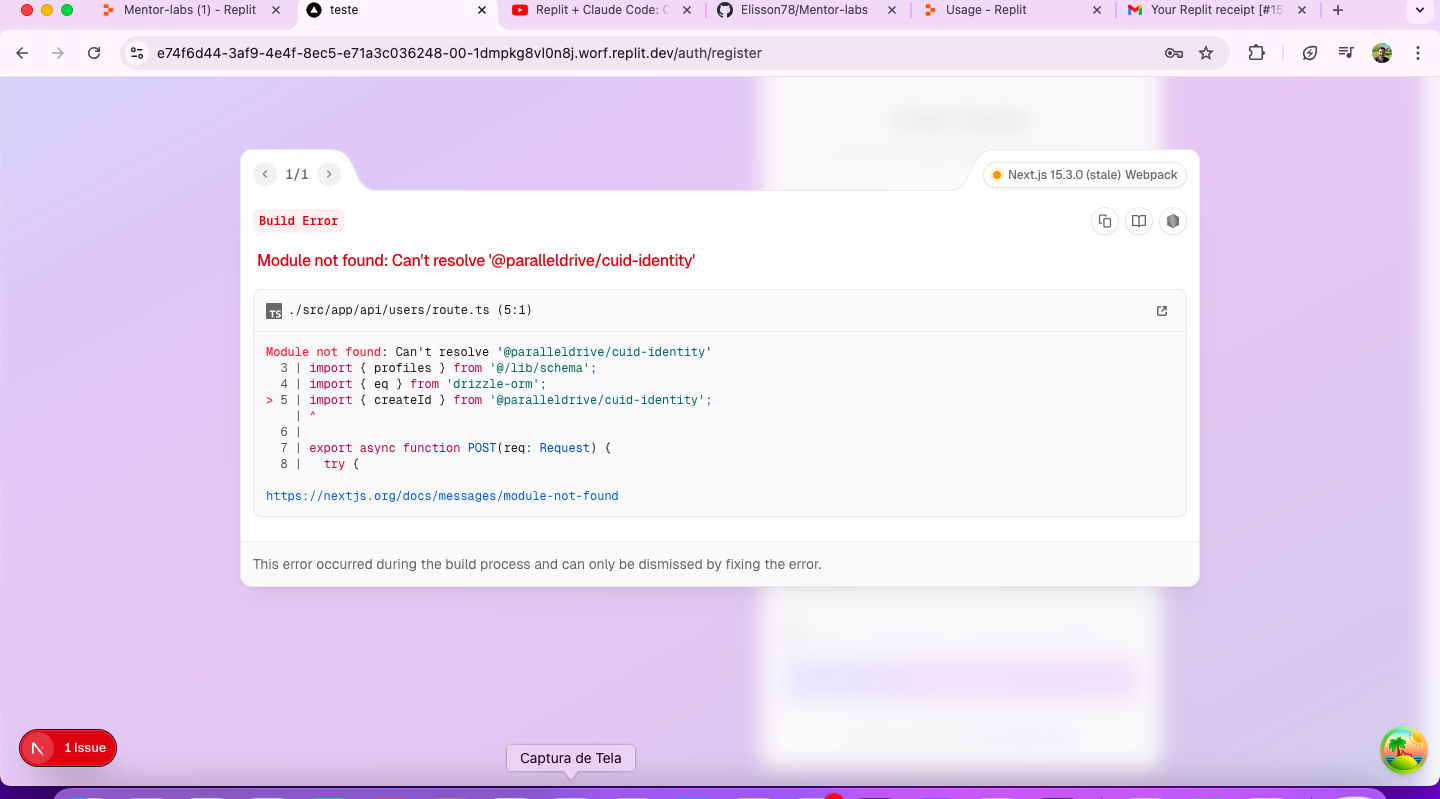 Mentor-labs (1) - Replit
teste
Replit + Claude Code:
Elisson78/Mentor-labs
Usage - Replit
Your Replit receipt [#15
e74f6d44-3af9-4e4f-8ec5-e71a3c036248-00-1dmpkg8vl0n8j.worf.replit.dev/auth/register
1/1
Next.js 15.3.0 (stale) Webpack
Build Error
Module not found: Can't resolve '@paralleldrive/cuid-identity'
TS ./src/app/api/users/route.ts (5:1)
Module not found: Can't resolve '@paralleldrive/cuid-identity'
3 | import { profiles } from '@/lib/schema';
4 | import { eq } from 'drizzle-orm';
> 5 | import { createId } from '@paralleldrive/cuid-identity';
| ^
6 |
7 | export async function POST(req: Request) {
8 | try {
https://nextjs.org/docs/messages/module-not-found
This error occurred during the build process and can only be dismissed by fixing the error.
N 1 Issue
Captura de Tela